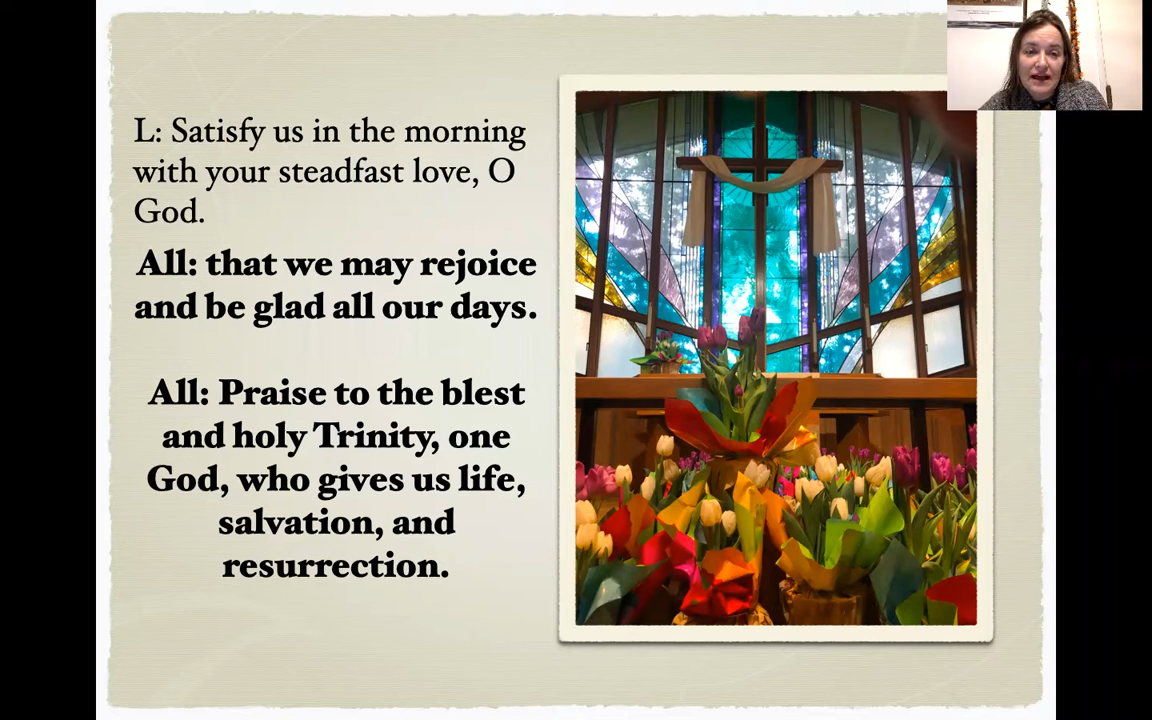 L: Satisfy us in the morning
with your steadfast love, O
God.
All: that we may rejoice
and be glad all our days.
All: Praise to the blest
and holy Trinity, one
God, who gives us life,
salvation, and
resurrection.